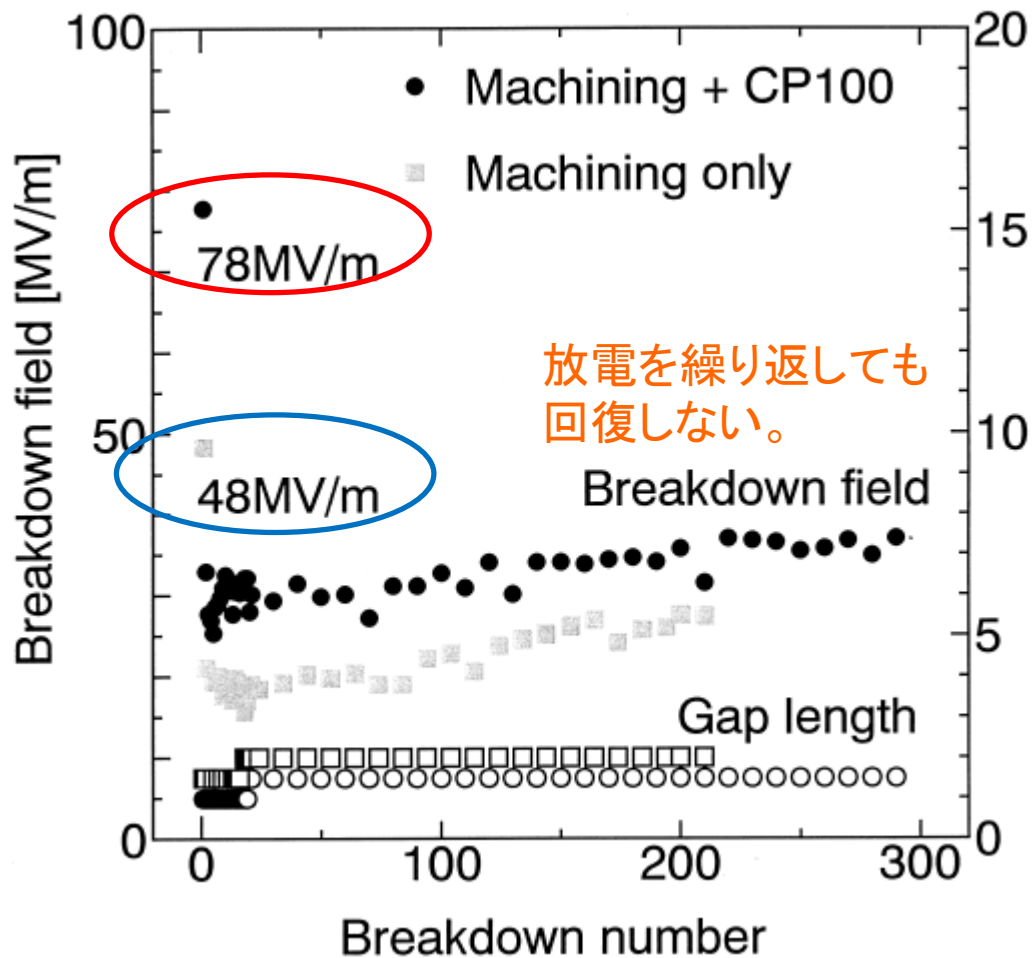 100
20
Machining + CP100
Machining only
15
78MV/m
放電を繰り返しても
回復しない。
50
10
48MV/m
Breakdown field
5
Gap length
0
0
0
100
200
300
Breakdown number
Breakdown field [MV/m]